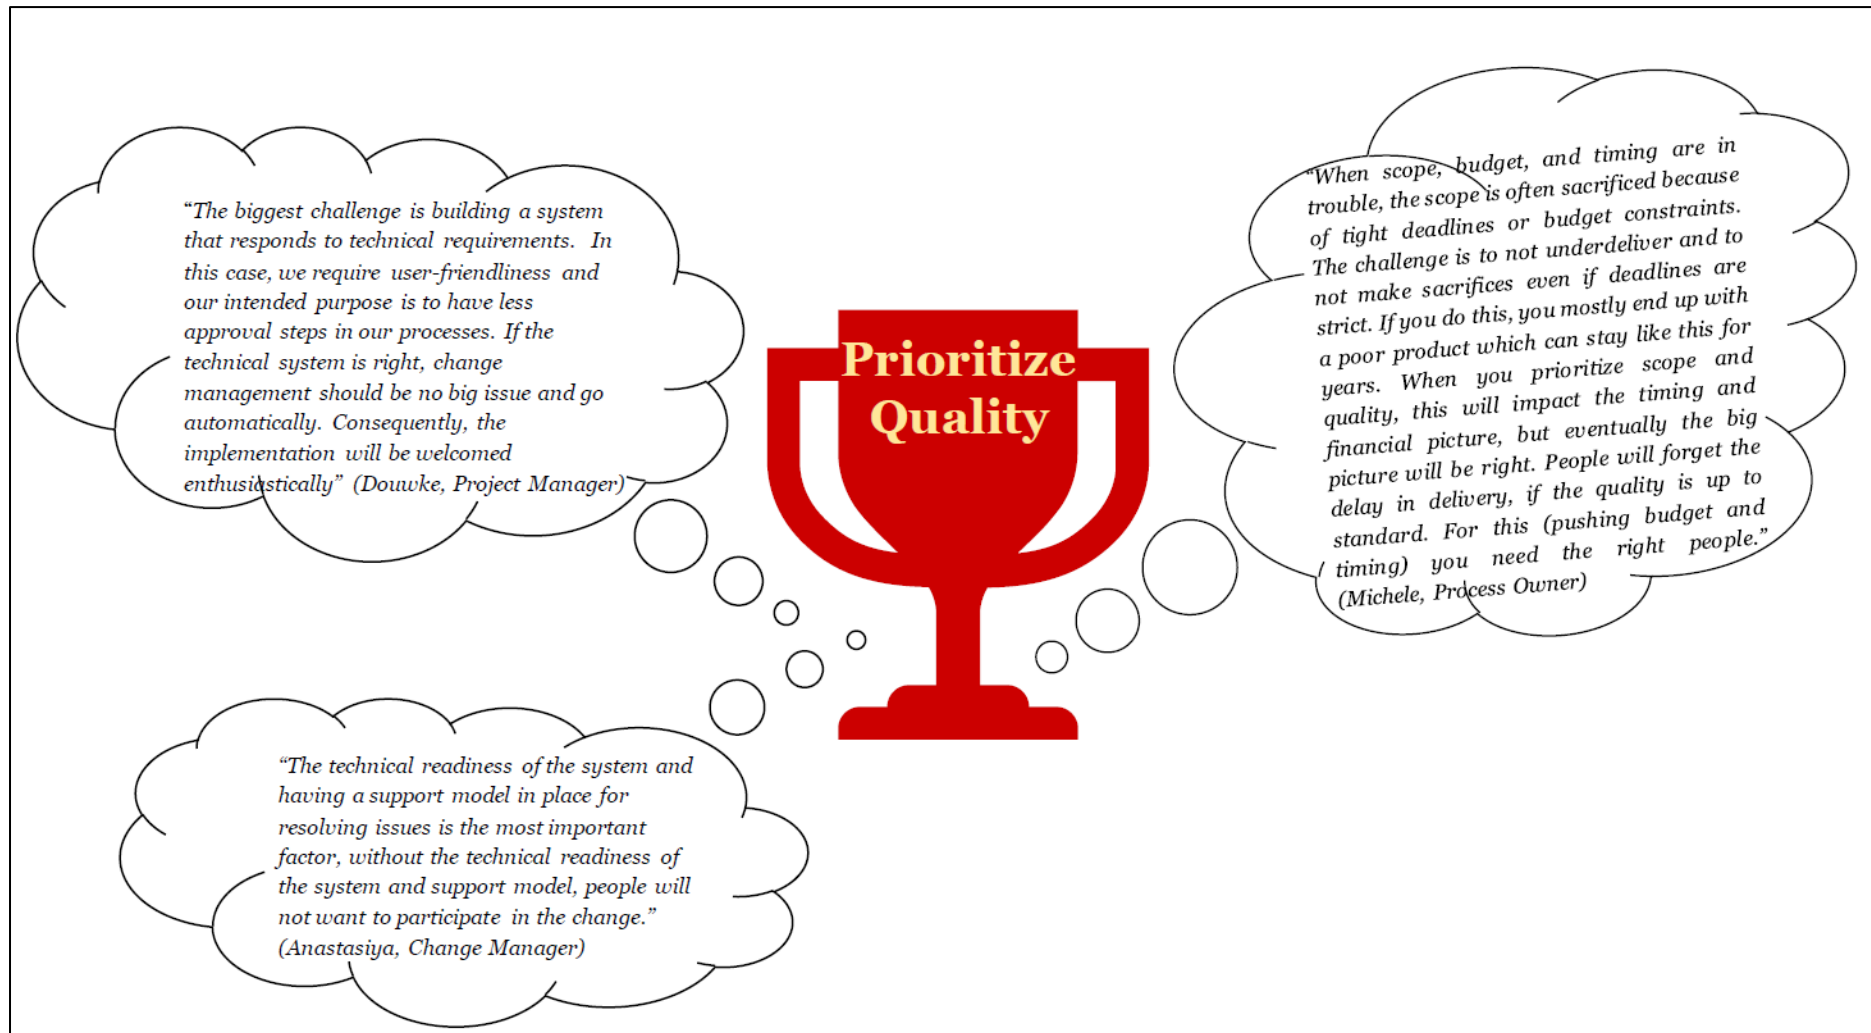 “The biggest challenge is building a system
that responds to technical requirements. In
this case, we require user-friendliness and
our intended purpose is to have less
approval steps in our processes. If the
technical system is right, change
management should be no big issue and go
automatically. Consequently, the
implementation will be welcomed
enthusiastically” (Douwke, Project Manager)
Prioritize
Quality
“When scope, budget, and timing are in
trouble, the scope is often sacrificed because
of tight deadlines or budget constraints.
The challenge is to not underdeliver and to
not make sacrifices even if deadlines are
strict. If you do this, you mostly end up with
a poor product which can stay like this for
years. When you prioritize scope and
quality, this will impact the timing and
financial picture, but eventually the big
picture will be right. People will forget the
delay in delivery, if the quality is up to
standard. For this (pushing budget and
timing) you need the right people.”
(Michele, Process Owner)
“The technical readiness of the system and
having a support model in place for
resolving issues is the most important
factor, without the technical readiness of
the system and support model, people will
not want to participate in the change.”
(Anastasiya, Change Manager)